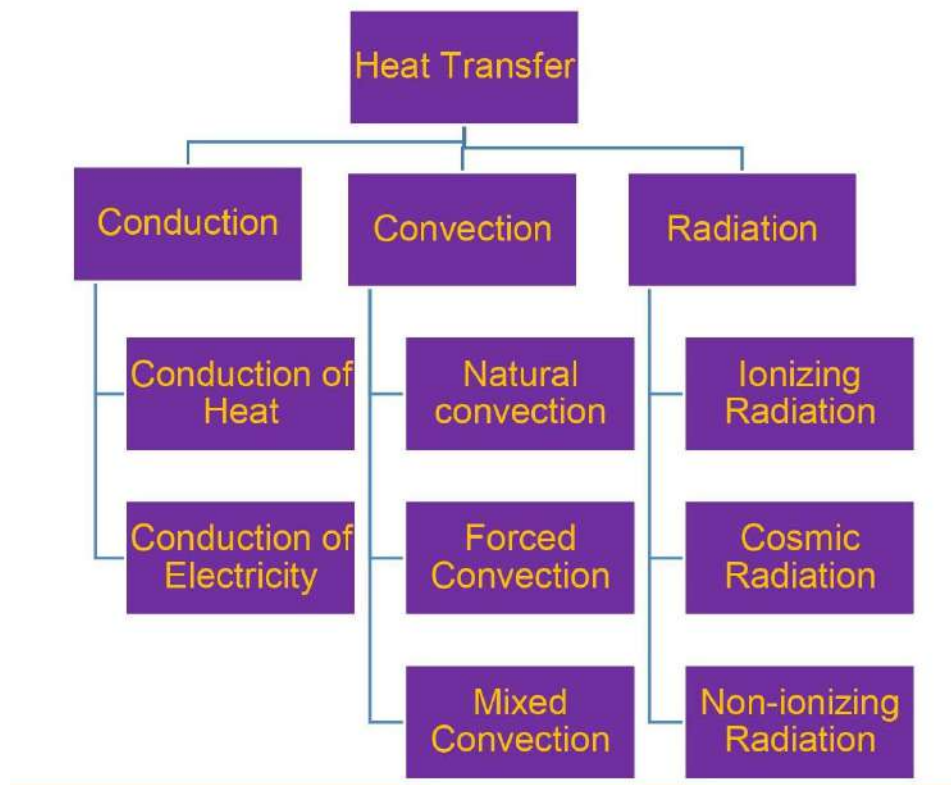 Heat Transfer
Conduction
Convection
Radiation
Conduction of
Heat
Natural
convection
Ionizing
Radiation
Conduction of
Electricity
Forced
Convection
Cosmic
Radiation
Mixed
Convection
Non-ionizing
Radiation